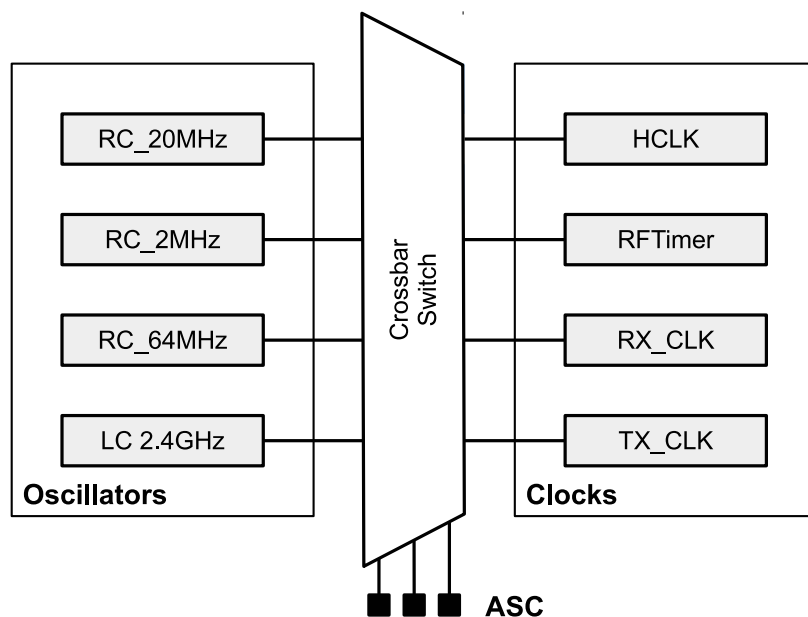 RC_20MHz
RC_2MHz
RC_64MHz
LC 2.4GHz
Oscillators
Crossbar
Switch
HCLK
RFTimer
RX_CLK
TX_CLK
Clocks
ASC